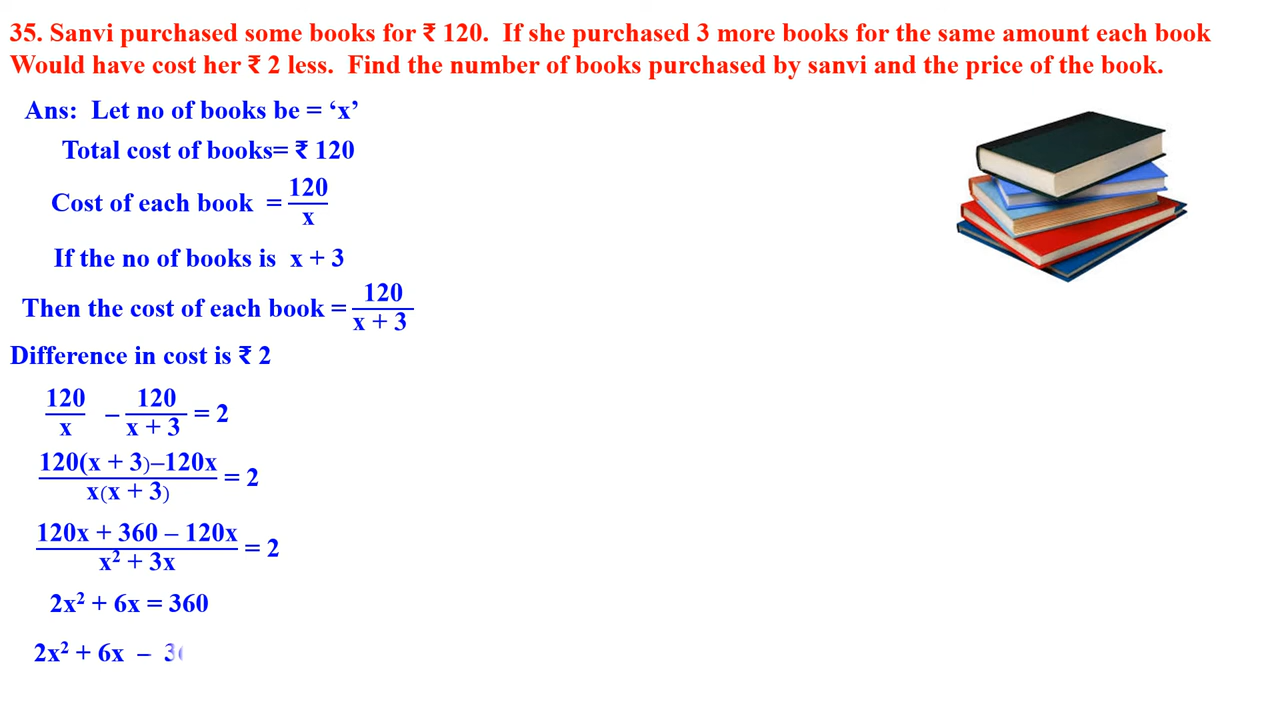 35. Sanvi purchased some books for ₹ 120. If she purchased 3 more books for the same amount each book
Would have cost her ₹ 2 less. Find the number of books purchased by sanvi and the price of the book.
Ans: Let no of books be = ‘x’
Total cost of books= ₹ 120
Cost of each book = 120/x
If the no of books is x + 3
Then the cost of each book = 120/(x + 3)
Difference in cost is ₹ 2
120/x – 120/(x + 3) = 2
(120(x + 3)–120x)/(x(x + 3)) = 2
(120x + 360 – 120x)/(x² + 3x) = 2
2x² + 6x = 360
2x² + 6x – 3